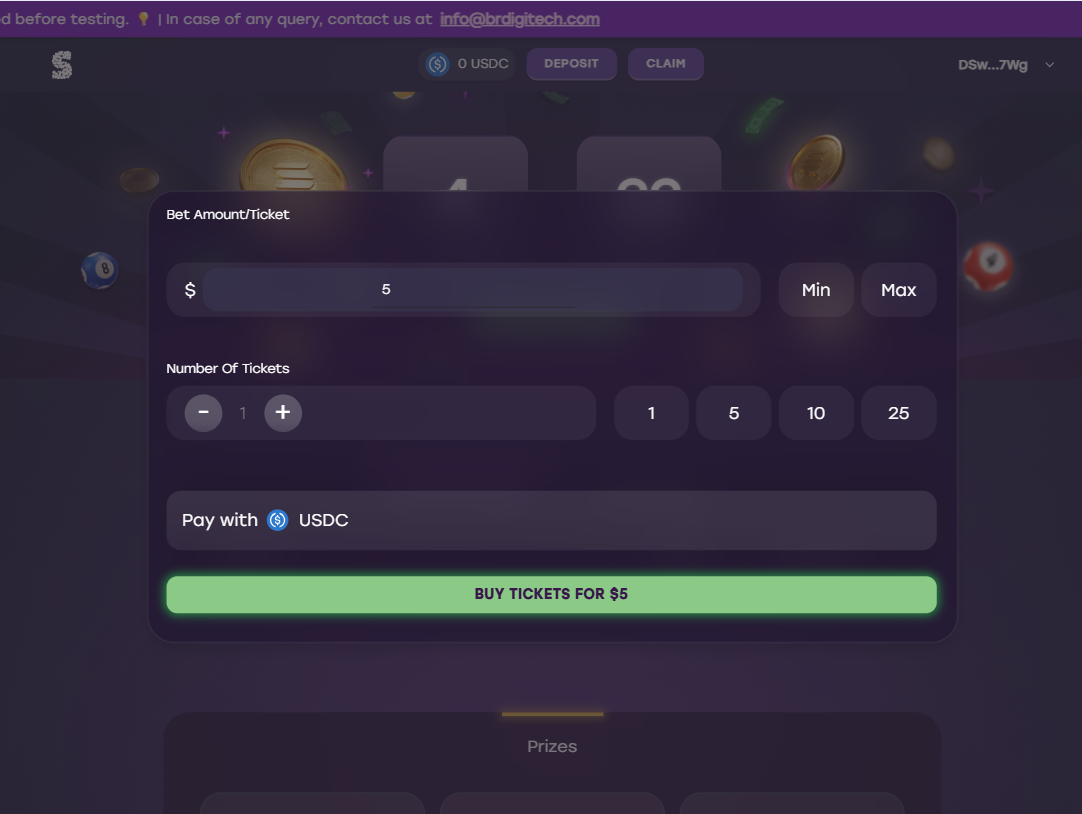 d before testing. 💡 | In case of any query, contact us at info@brdigitech.com
S
0 USDC
DEPOSIT
CLAIM
DSw...7Wg
8
Bet Amount/Ticket
$ 5
Min
Max
Number Of Tickets
- 1 +
1
5
10
25
Pay with USDC
BUY TICKETS FOR $5
Prizes